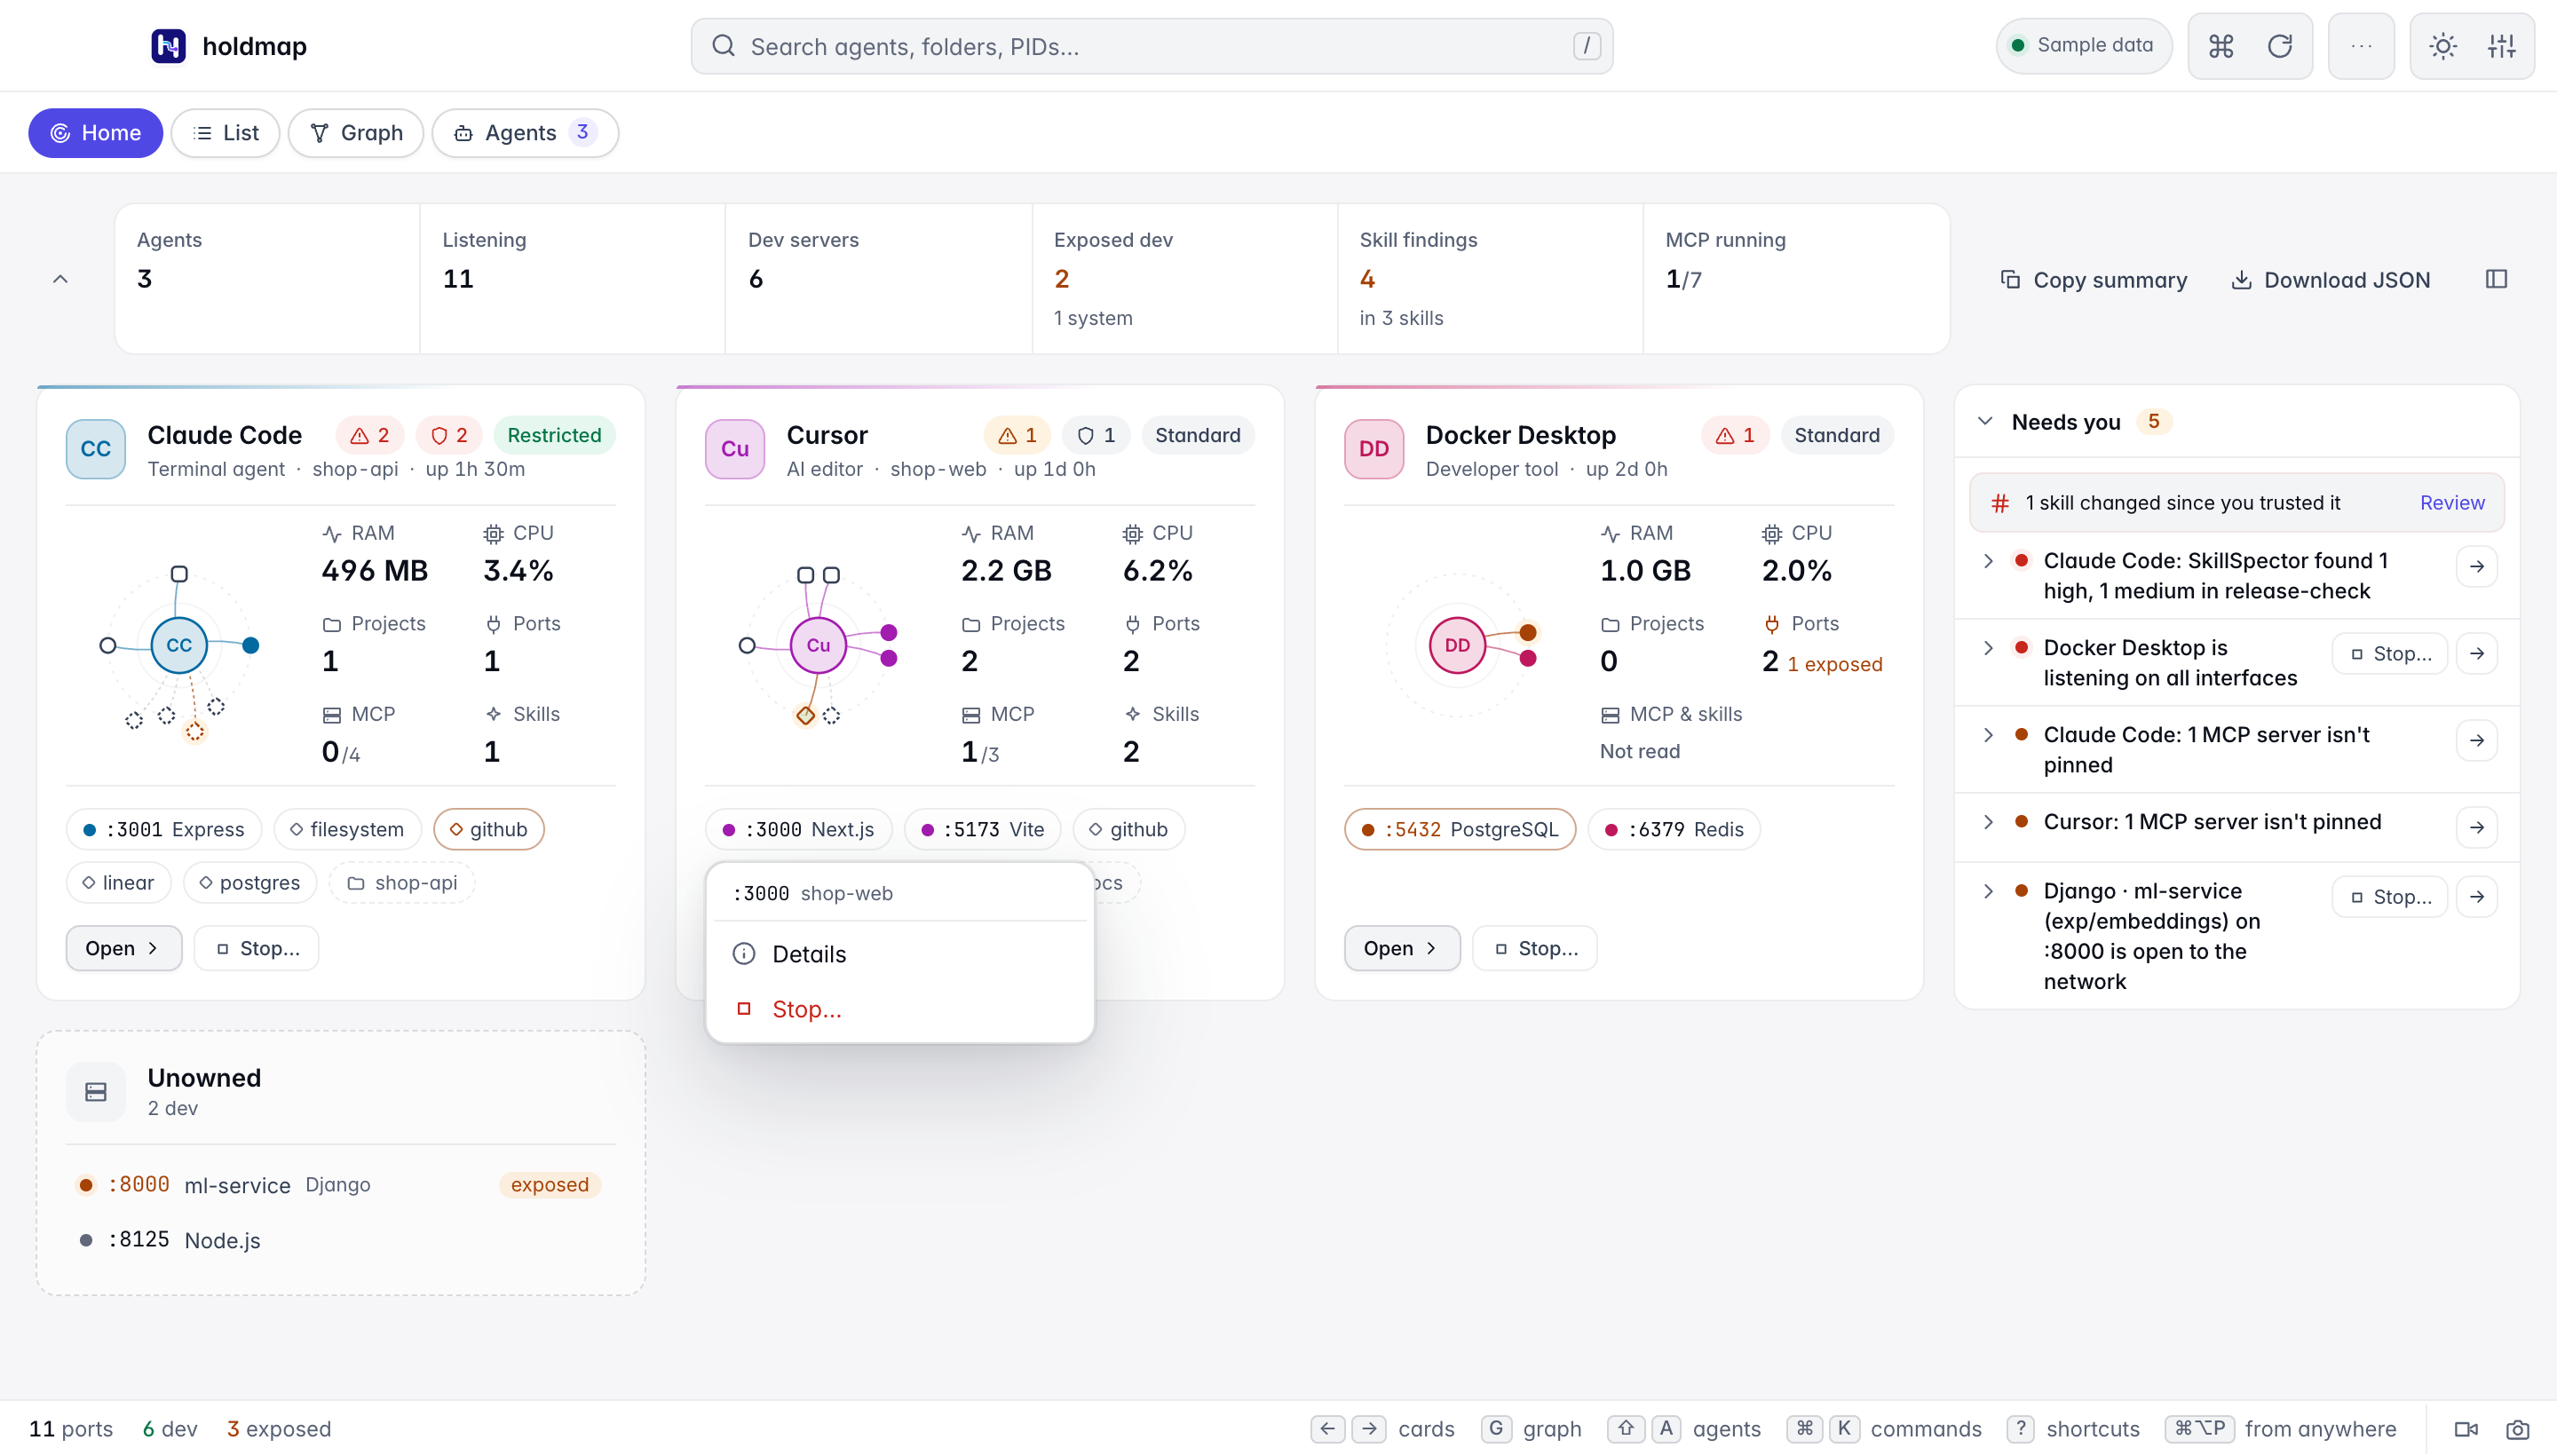 holdmap
Search agents, folders, PIDs...
/
Sample data
Home
List
Graph
Agents 3
Agents
3
Listening
11
Dev servers
6
Exposed dev
2
1 system
Skill findings
4
in 3 skills
MCP running
1/7
Copy summary
Download JSON
CC
Claude Code
2
2
Restricted
Terminal agent · shop-api · up 1h 30m
CC
RAM
496 MB
CPU
3.4%
Projects
1
Ports
1
MCP
0/4
Skills
1
:3001 Express
filesystem
github
linear
postgres
shop-api
Open
Stop...
Cu
Cursor
1
1
Standard
AI editor · shop-web · up 1d 0h
Cu
RAM
2.2 GB
CPU
6.2%
Projects
2
Ports
2
MCP
1/3
Skills
2
:3000 Next.js
:5173 Vite
github
:3000 shop-web
Details
Stop...
DD
Docker Desktop
1
Standard
Developer tool · up 2d 0h
DD
RAM
1.0 GB
CPU
2.0%
Projects
0
Ports
2 1 exposed
MCP & skills
Not read
:5432 PostgreSQL
:6379 Redis
Open
Stop...
Needs you 5
1 skill changed since you trusted it
Review
Claude Code: SkillSpector found 1
high, 1 medium in release-check
Docker Desktop is
listening on all interfaces
Stop...
Claude Code: 1 MCP server isn't
pinned
Cursor: 1 MCP server isn't pinned
Django · ml-service
(exp/embeddings) on
:8000 is open to the
network
Stop...
Unowned
2 dev
:8000 ml-service Django
exposed
:8125 Node.js
11 ports
6 dev
3 exposed
← → cards
G graph
⇧ A agents
⌘ K commands
? shortcuts
⌘⌥P from anywhere